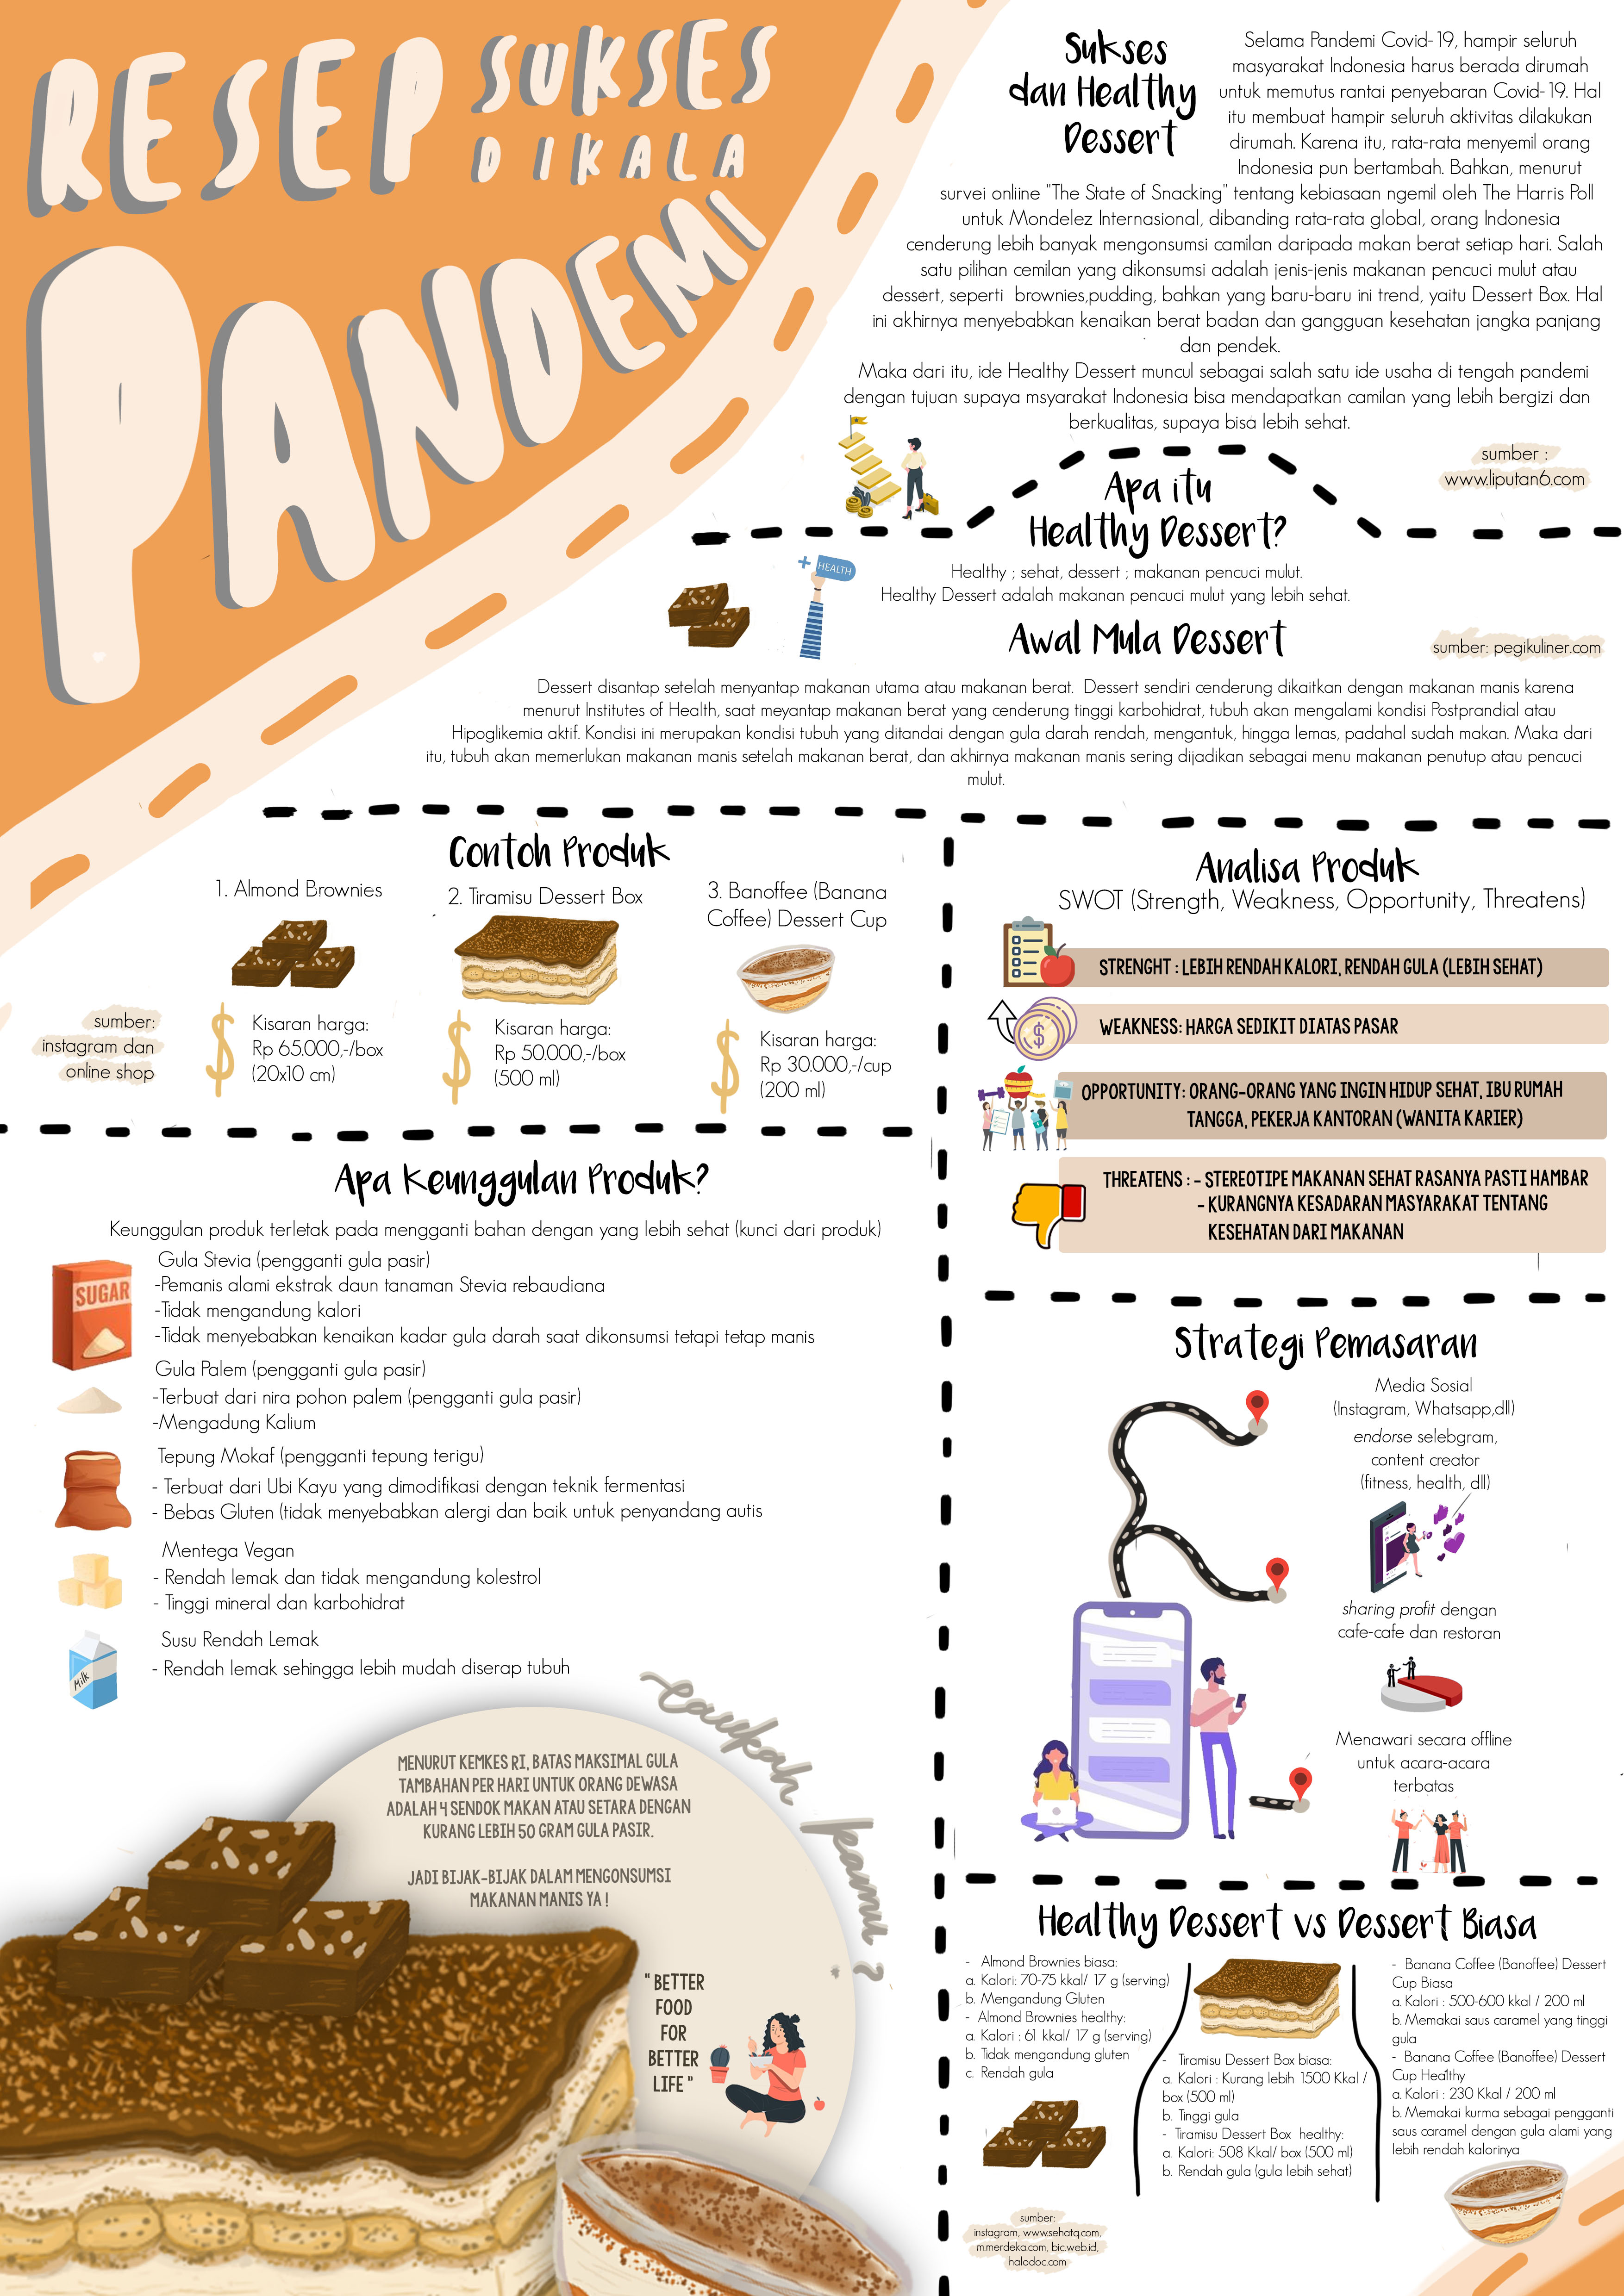 RESEP SUKSES
DIKALA
PANDEMI
Sukses
dan Healthy
Dessert
Selama Pandemi Covid-19, hampir seluruh
masyarakat Indonesia harus berada dirumah
untuk memutus rantai penyebaran Covid-19. Hal
itu membuat hampir seluruh aktivitas dilakukan
dirumah. Karena itu, rata-rata menyemil orang
Indonesia pun bertambah. Bahkan, menurut
survei online "The State of Snacking" tentang kebiasaan ngemil oleh The Harris Poll
untuk Mondelez Internasional, dibanding rata-rata global, orang Indonesia
cenderung lebih banyak mengonsumsi camilan daripada makan berat setiap hari. Salah
satu pilihan cemilan yang dikonsumsi adalah jenis-jenis makanan pencuci mulut atau
dessert, seperti brownies,pudding, bahkan yang baru-baru ini trend, yaitu Dessert Box. Hal
ini akhirnya menyebabkan kenaikan berat badan dan gangguan kesehatan jangka panjang
dan pendek.
Maka dari itu, ide Healthy Dessert muncul sebagai salah satu ide usaha di tengah pandemi
dengan tujuan supaya msyarakat Indonesia bisa mendapatkan camilan yang lebih bergizi dan
berkualitas, supaya bisa lebih sehat.
sumber :
www.liputan6.com
Apa itu
Healthy Dessert?
HEALTH
Healthy ; sehat, dessert ; makanan pencuci mulut.
Healthy Dessert adalah makanan pencuci mulut yang lebih sehat.
Awal Mula Dessert
sumber: pegikuliner.com
Dessert disantap setelah menyantap makanan utama atau makanan berat. Dessert sendiri cenderung dikaitkan dengan makanan manis karena
menurut Institutes of Health, saat meyantap makanan berat yang cenderung tinggi karbohidrat, tubuh akan mengalami kondisi Postprandial atau
Hipoglikemia aktif. Kondisi ini merupakan kondisi tubuh yang ditandai dengan gula darah rendah, mengantuk, hingga lemas, padahal sudah makan. Maka dari
itu, tubuh akan memerlukan makanan manis setelah makanan berat, dan akhirnya makanan manis sering dijadikan sebagai menu makanan penutup atau pencuci
mulut.
Contoh Produk
1. Almond Brownies
2. Tiramisu Dessert Box
3. Banoffee (Banana
Coffee) Dessert Cup
sumber:
instagram dan
online shop
$
Kisaran harga:
Rp 65.000,-/box
(20x10 cm)
$
Kisaran harga:
Rp 50.000,-/box
(500 ml)
$
Kisaran harga:
Rp 30.000,-/cup
(200 ml)
Analisa Produk
SWOT (Strength, Weakness, Opportunity, Threatens)
STRENGHT : LEBIH RENDAH KALORI, RENDAH GULA (LEBIH SEHAT)
$
WEAKNESS: HARGA SEDIKIT DIATAS PASAR
OPPORTUNITY: ORANG-ORANG YANG INGIN HIDUP SEHAT, IBU RUMAH
TANGGA, PEKERJA KANTORAN (WANITA KARIER)
THREATENS : - STEREOTIPE MAKANAN SEHAT RASANYA PASTI HAMBAR
- KURANGNYA KESADARAN MASYARAKAT TENTANG
KESEHATAN DARI MAKANAN
Apa Keunggulan Produk?
Keunggulan produk terletak pada mengganti bahan dengan yang lebih sehat (kunci dari produk)
SUGAR
Gula Stevia (pengganti gula pasir)
-Pemanis alami ekstrak daun tanaman Stevia rebaudiana
-Tidak mengandung kalori
-Tidak menyebabkan kenaikan kadar gula darah saat dikonsumsi tetapi tetap manis
Gula Palem (pengganti gula pasir)
-Terbuat dari nira pohon palem (pengganti gula pasir)
-Mengadung Kalium
Tepung Mokaf (pengganti tepung terigu)
- Terbuat dari Ubi Kayu yang dimodifikasi dengan teknik fermentasi
- Bebas Gluten (tidak menyebabkan alergi dan baik untuk penyandang autis
Mentega Vegan
- Rendah lemak dan tidak mengandung kolestrol
- Tinggi mineral dan karbohidrat
Milk
Susu Rendah Lemak
- Rendah lemak sehingga lebih mudah diserap tubuh
Taukah kamu?
MENURUT KEMKES RI, BATAS MAKSIMAL GULA
TAMBAHAN PER HARI UNTUK ORANG DEWASA
ADALAH 4 SENDOK MAKAN ATAU SETARA DENGAN
KURANG LEBIH 50 GRAM GULA PASIR.
JADI BIJAK-BIJAK DALAM MENGONSUMSI
MAKANAN MANIS YA !
" BETTER
FOOD
FOR
BETTER
LIFE "
Strategi Pemasaran
Media Sosial
(Instagram, Whatsapp,dll)
endorse selebgram,
content creator
(fitness, health, dll)
sharing profit dengan
cafe-cafe dan restoran
Menawari secara offline
untuk acara-acara
terbatas
Healthy Dessert vs Dessert Biasa
- Almond Brownies biasa:
a. Kalori: 70-75 kkal/ 17 g (serving)
b. Mengandung Gluten
- Almond Brownies healthy:
a. Kalori : 61 kkal/ 17 g (serving)
b. Tidak mengandung gluten
c. Rendah gula
- Tiramisu Dessert Box biasa:
a. Kalori : Kurang lebih 1500 Kkal /
box (500 ml)
b. Tinggi gula
- Tiramisu Dessert Box healthy:
a. Kalori: 508 Kkal/ box (500 ml)
b. Rendah gula (gula lebih sehat)
- Banana Coffee (Banoffee) Dessert
Cup Biasa
a. Kalori : 500-600 kkal / 200 ml
b. Memakai saus caramel yang tinggi
gula
- Banana Coffee (Banoffee) Dessert
Cup Healthy
a. Kalori : 230 Kkal / 200 ml
b. Memakai kurma sebagai pengganti
saus caramel dengan gula alami yang
lebih rendah kalorinya
sumber:
instagram, www.sehatq.com,
m.merdeka.com, bic.web.id,
halodoc.com